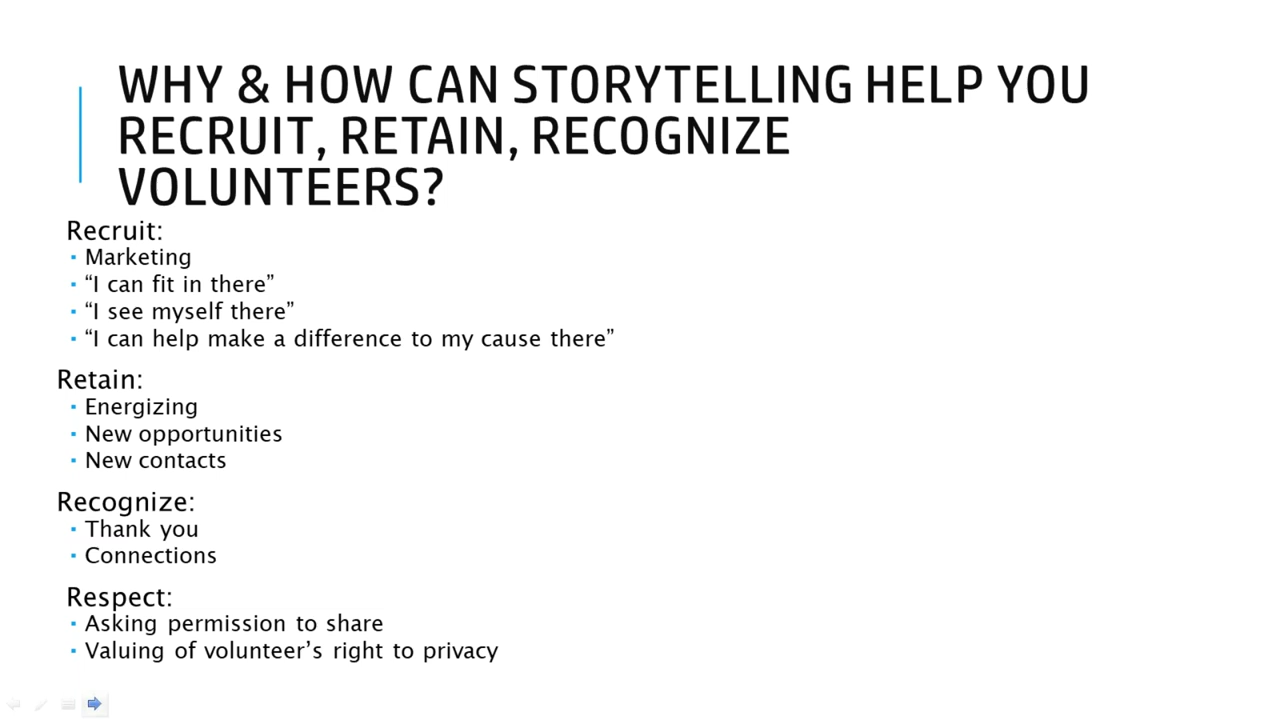 WHY & HOW CAN STORYTELLING HELP YOU
RECRUIT, RETAIN, RECOGNIZE
VOLUNTEERS?
Recruit:
▪ Marketing
▪ “I can fit in there”
▪ “I see myself there”
▪ “I can help make a difference to my cause there”
Retain:
▪ Energizing
▪ New opportunities
▪ New contacts
Recognize:
▪ Thank you
▪ Connections
Respect:
▪ Asking permission to share
▪ Valuing of volunteer’s right to privacy